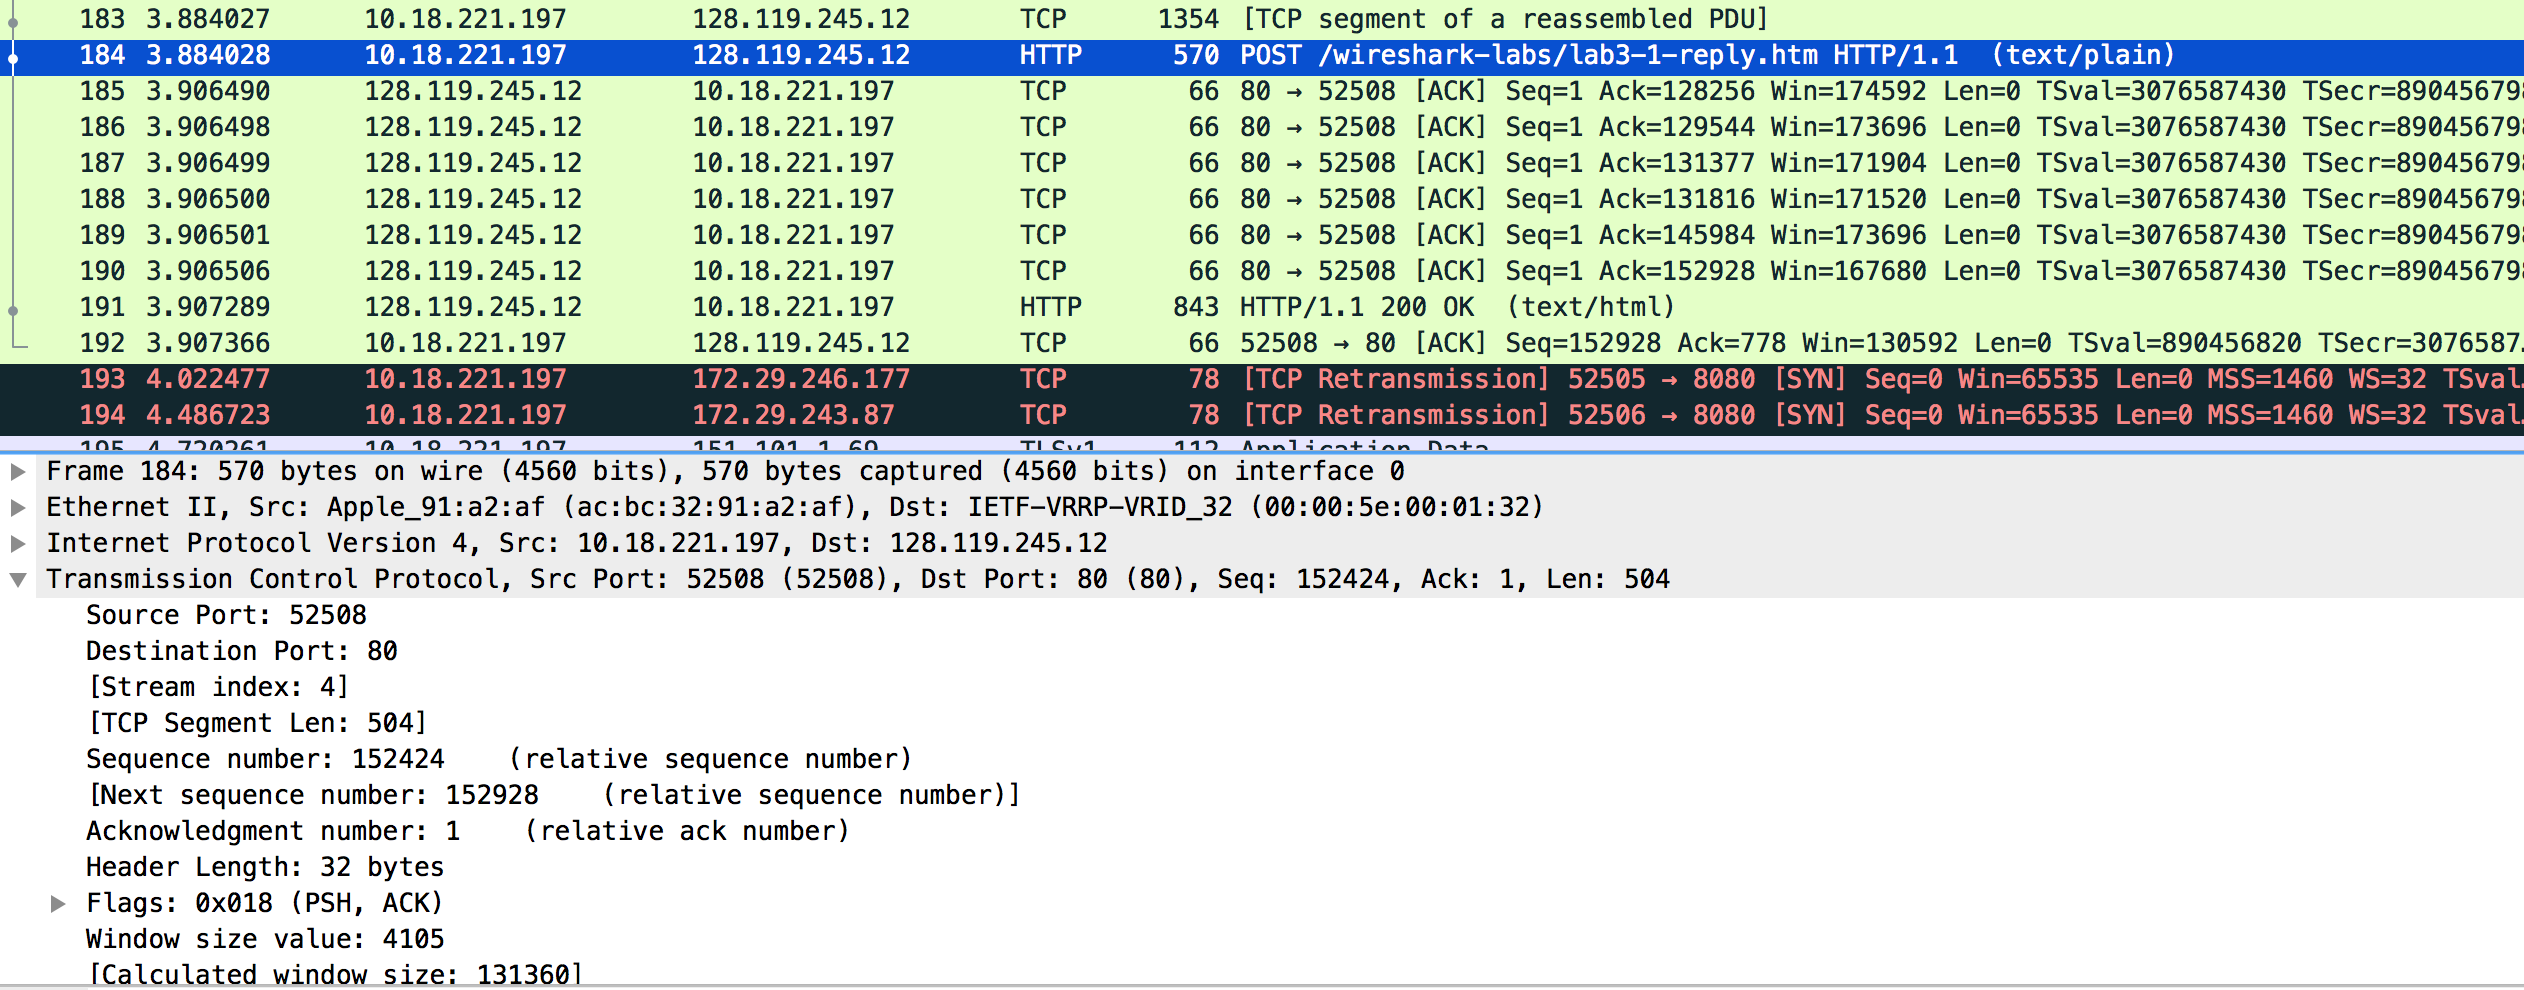 183 3.884027 10.18.221.197 128.119.245.12 TCP 1354 [TCP segment of a reassembled PDU]
184 3.884028 10.18.221.197 128.119.245.12 HTTP 570 POST /wireshark-labs/lab3-1-reply.htm HTTP/1.1 (text/plain)
185 3.906490 128.119.245.12 10.18.221.197 TCP 66 80 → 52508 [ACK] Seq=1 Ack=128256 Win=174592 Len=0 TSval=3076587430 TSecr=890456798
186 3.906498 128.119.245.12 10.18.221.197 TCP 66 80 → 52508 [ACK] Seq=1 Ack=129544 Win=173696 Len=0 TSval=3076587430 TSecr=890456798
187 3.906499 128.119.245.12 10.18.221.197 TCP 66 80 → 52508 [ACK] Seq=1 Ack=131377 Win=171904 Len=0 TSval=3076587430 TSecr=890456798
188 3.906500 128.119.245.12 10.18.221.197 TCP 66 80 → 52508 [ACK] Seq=1 Ack=131816 Win=171520 Len=0 TSval=3076587430 TSecr=890456798
189 3.906501 128.119.245.12 10.18.221.197 TCP 66 80 → 52508 [ACK] Seq=1 Ack=145984 Win=173696 Len=0 TSval=3076587430 TSecr=890456798
190 3.906506 128.119.245.12 10.18.221.197 TCP 66 80 → 52508 [ACK] Seq=1 Ack=152928 Win=167680 Len=0 TSval=3076587430 TSecr=890456798
191 3.907289 128.119.245.12 10.18.221.197 HTTP 843 HTTP/1.1 200 OK (text/html)
192 3.907366 10.18.221.197 128.119.245.12 TCP 66 52508 → 80 [ACK] Seq=152928 Ack=778 Win=130592 Len=0 TSval=890456820 TSecr=3076587…
193 4.022477 10.18.221.197 172.29.246.177 TCP 78 [TCP Retransmission] 52505 → 8080 [SYN] Seq=0 Win=65535 Len=0 MSS=1460 WS=32 TSval…
194 4.486723 10.18.221.197 172.29.243.87 TCP 78 [TCP Retransmission] 52506 → 8080 [SYN] Seq=0 Win=65535 Len=0 MSS=1460 WS=32 TSval…
195 4.720261 10.18.221.197 151.101.1.69 TLSv1 112 Application Data
Frame 184: 570 bytes on wire (4560 bits), 570 bytes captured (4560 bits) on interface 0
Ethernet II, Src: Apple_91:a2:af (ac:bc:32:91:a2:af), Dst: IETF-VRRP-VRID_32 (00:00:5e:00:01:32)
Internet Protocol Version 4, Src: 10.18.221.197, Dst: 128.119.245.12
Transmission Control Protocol, Src Port: 52508 (52508), Dst Port: 80 (80), Seq: 152424, Ack: 1, Len: 504
Source Port: 52508
Destination Port: 80
[Stream index: 4]
[TCP Segment Len: 504]
Sequence number: 152424 (relative sequence number)
[Next sequence number: 152928 (relative sequence number)]
Acknowledgment number: 1 (relative ack number)
Header Length: 32 bytes
Flags: 0x018 (PSH, ACK)
Window size value: 4105
[Calculated window size: 131360]